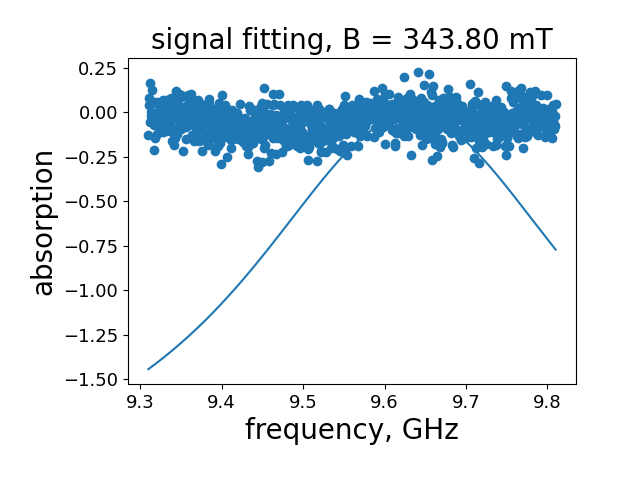 signal fitting, B = 343.80 mT
0.25
0.00
−0.25
−0.50
−0.75
−1.00
−1.25
−1.50
absorption
9.3 9.4 9.5 9.6 9.7 9.8
frequency, GHz